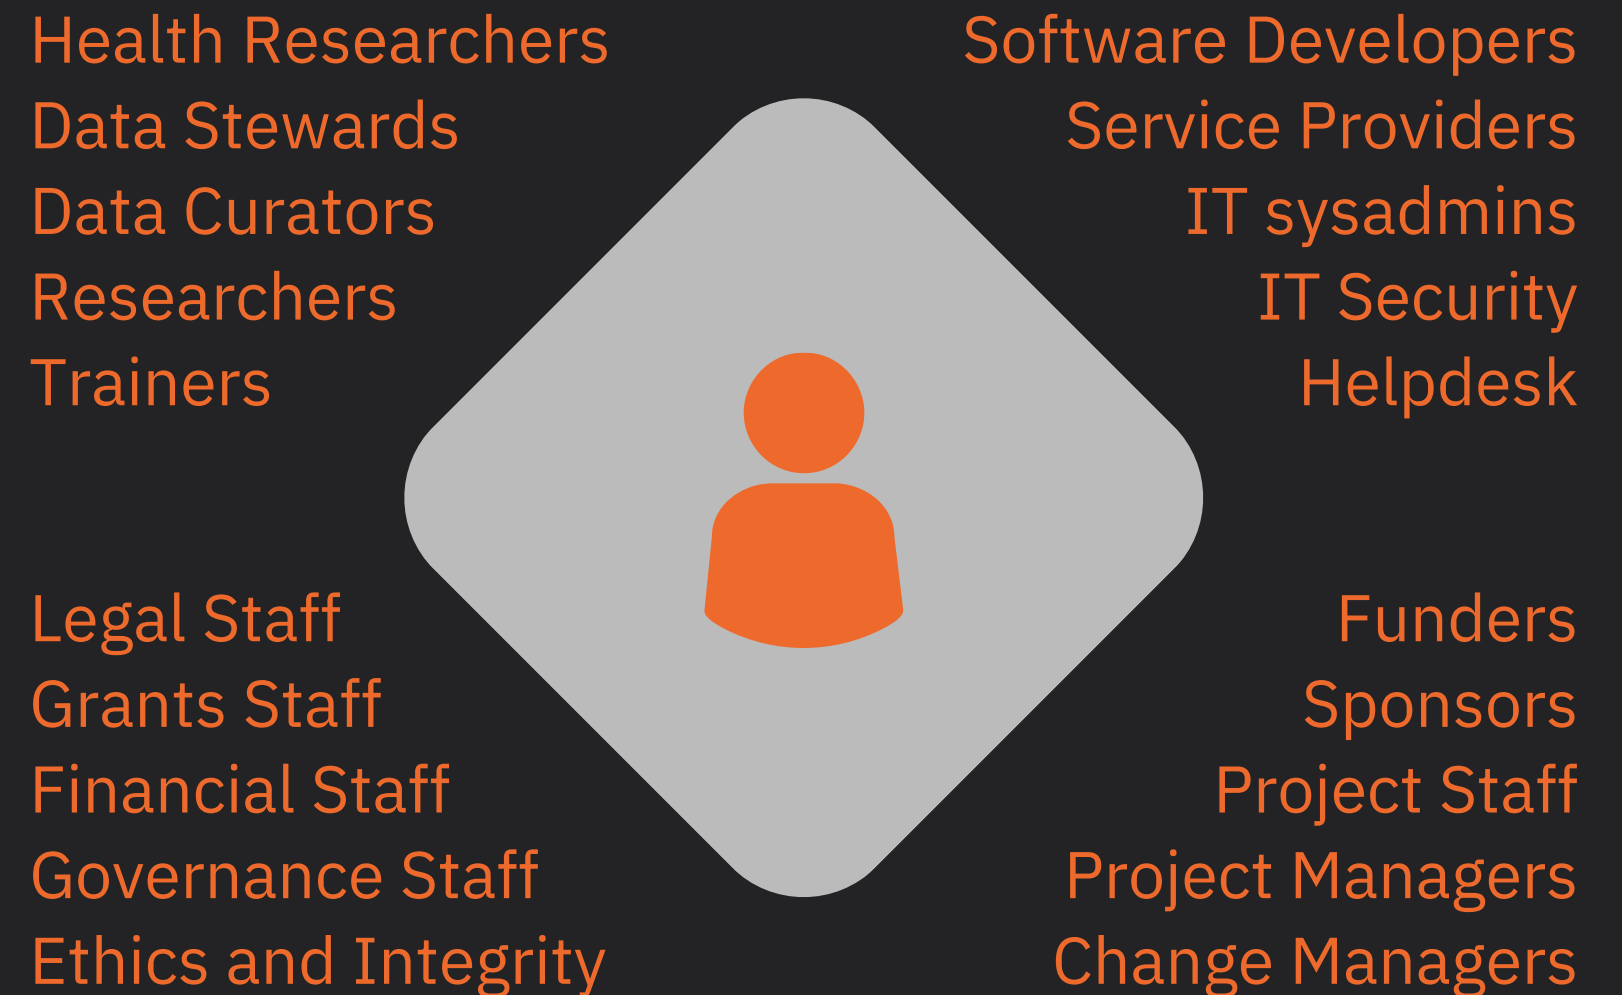 Health Researchers
Data Stewards
Data Curators
Researchers
Trainers
Software Developers
Service Providers
IT sysadmins
IT Security
Helpdesk
Legal Staff
Grants Staff
Financial Staff
Governance Staff
Ethics and Integrity
Funders
Sponsors
Project Staff
Project Managers
Change Managers